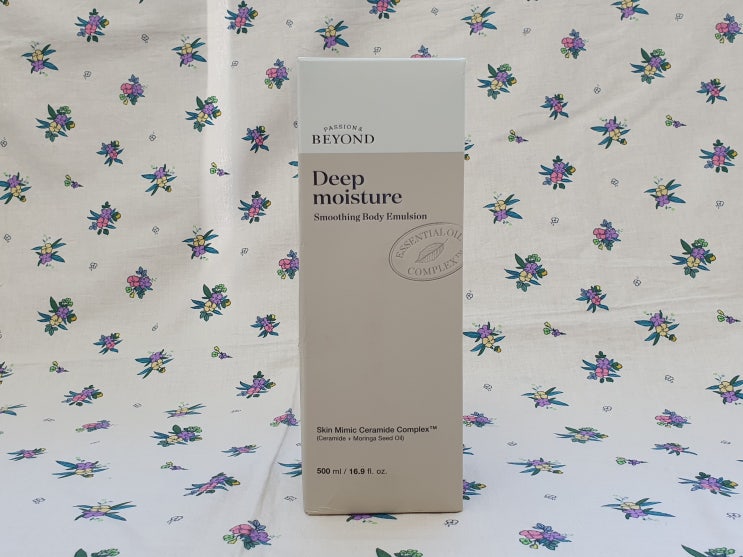 PASSION &
BEYOND
Deep
moisture
Smoothing Body Emulsion
ESSENTIAL OIL
COMPLEX™
Skin Mimic Ceramide Complex™
(Ceramide + Moringa Seed Oil)
500 ml / 16.9 fl. oz.